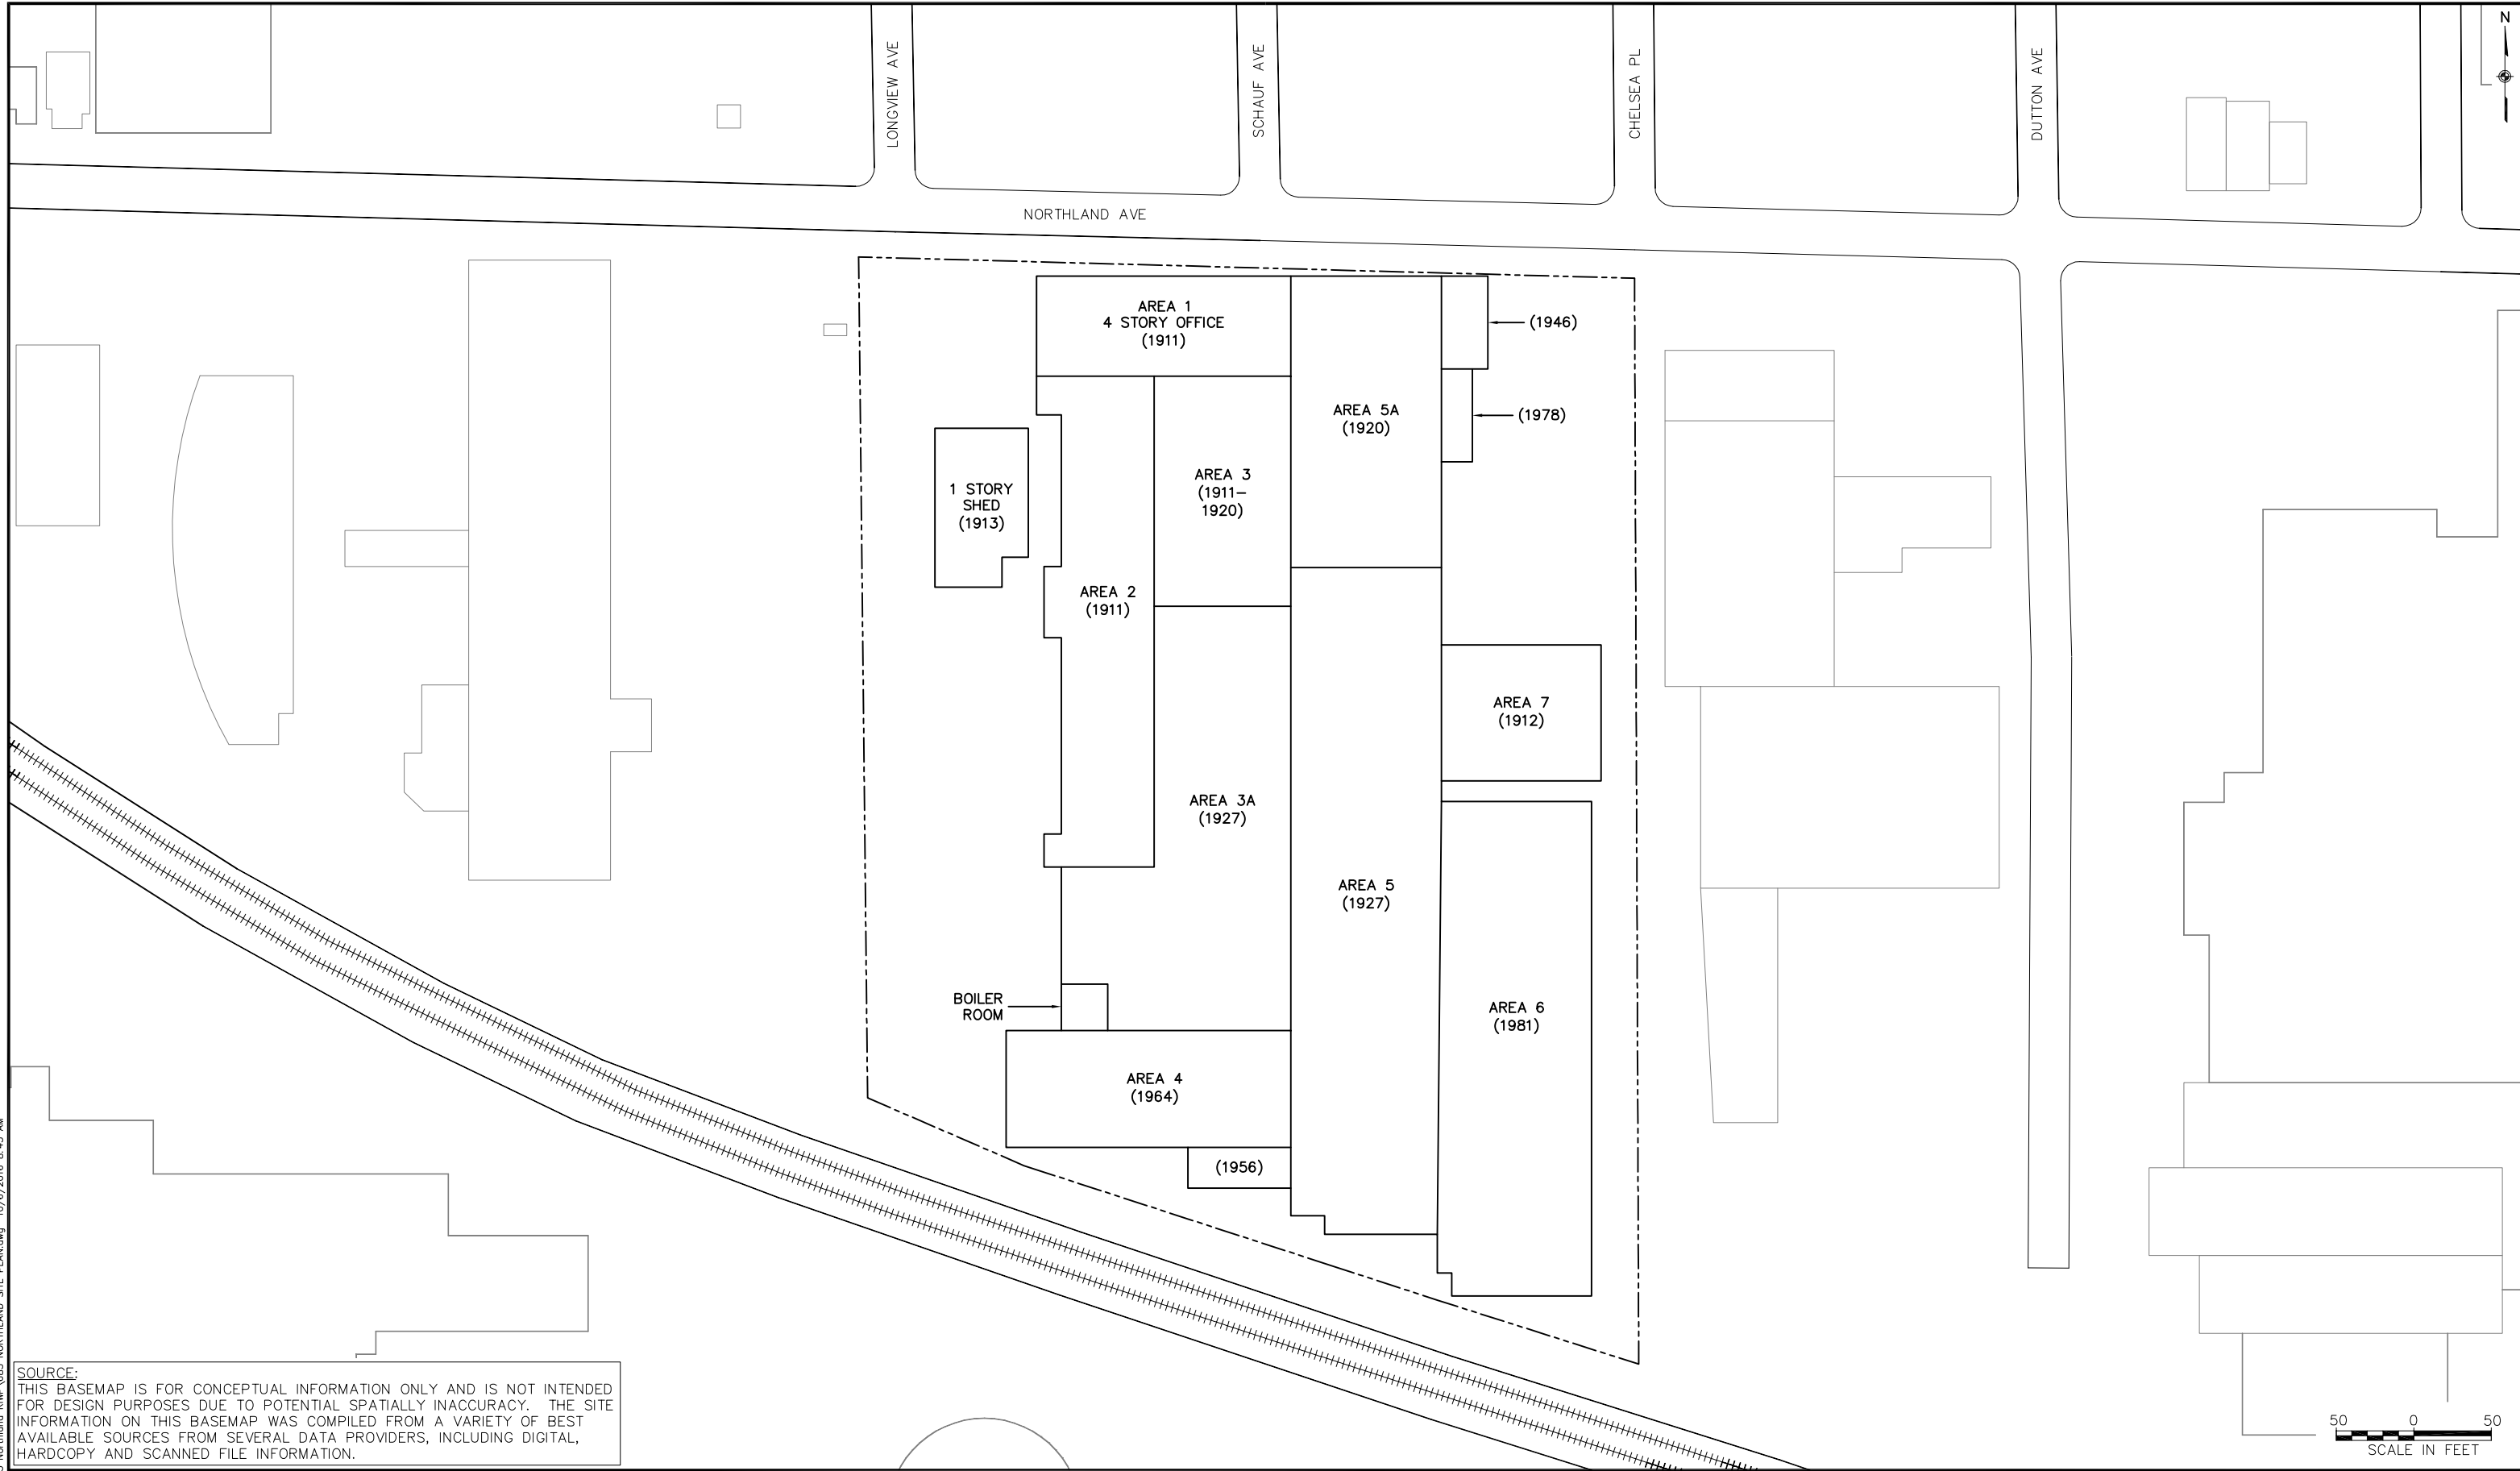 N
LONGVIEW AVE
SCHAUF AVE
CHELSEA PL
DUTTON AVE
NORTHLAND AVE
AREA 1
4 STORY OFFICE
(1911)
(1946)
AREA 5A
(1920)
(1978)
AREA 3
(1911–
1920)
1 STORY
SHED
(1913)
AREA 2
(1911)
AREA 7
(1912)
AREA 3A
(1927)
AREA 5
(1927)
BOILER
ROOM
AREA 6
(1981)
AREA 4
(1964)
(1956)
SOURCE:
THIS BASEMAP IS FOR CONCEPTUAL INFORMATION ONLY AND IS NOT INTENDED
FOR DESIGN PURPOSES DUE TO POTENTIAL SPATIALLY INACCURACY. THE SITE
INFORMATION ON THIS BASEMAP WAS COMPILED FROM A VARIETY OF BEST
AVAILABLE SOURCES FROM SEVERAL DATA PROVIDERS, INCLUDING DIGITAL,
HARDCOPY AND SCANNED FILE INFORMATION.
50 0 50
SCALE IN FEET